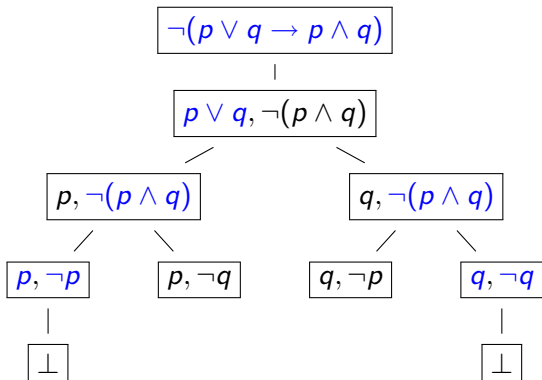 ¬(p ∨ q → p ∧ q)
p ∨ q, ¬(p ∧ q)
p, ¬(p ∧ q) q, ¬(p ∧ q)
p, ¬p p, ¬q q, ¬p q, ¬q
⊥ ⊥